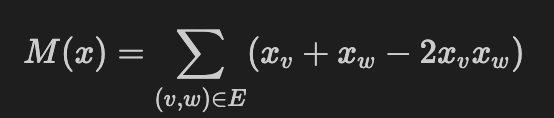 M(x) = ∑ (x_v + x_w − 2x_v x_w)
(v,w)∈E